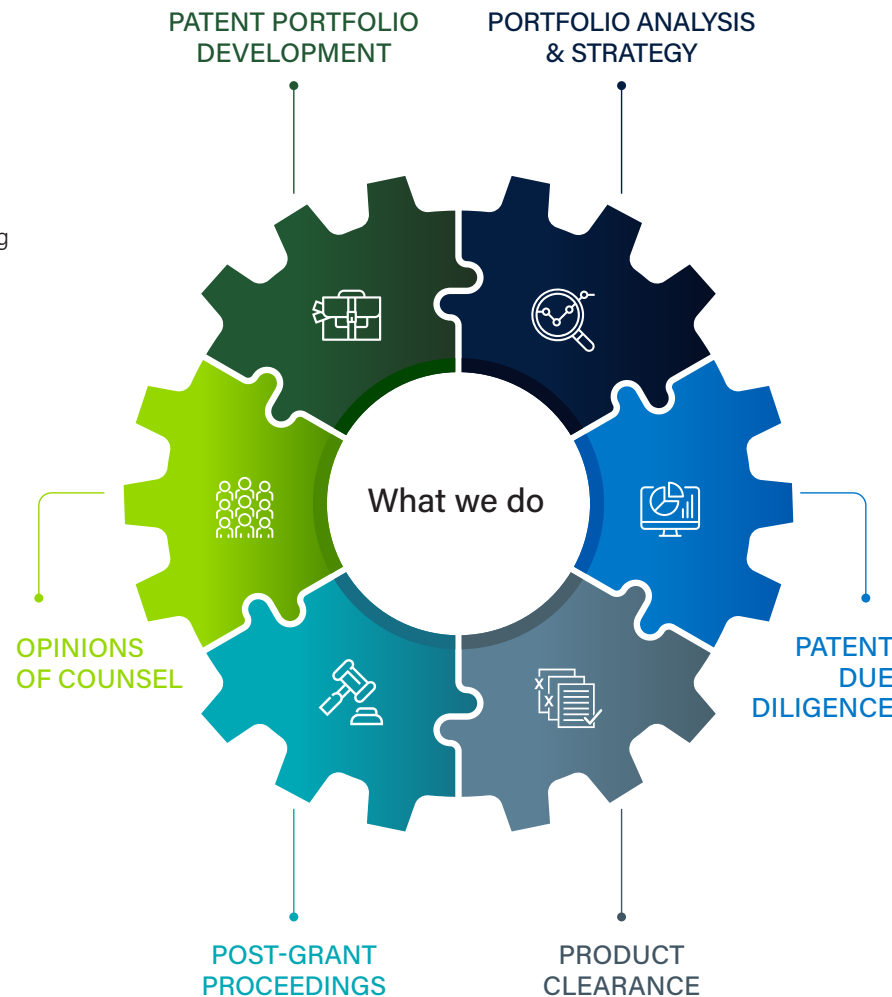 PATENT PORTFOLIO
DEVELOPMENT
PORTFOLIO ANALYSIS
& STRATEGY
g
What we do
OPINIONS
OF COUNSEL
PATENT
DUE
DILIGENCE
X
X
POST-GRANT
PROCEEDINGS
PRODUCT
CLEARANCE